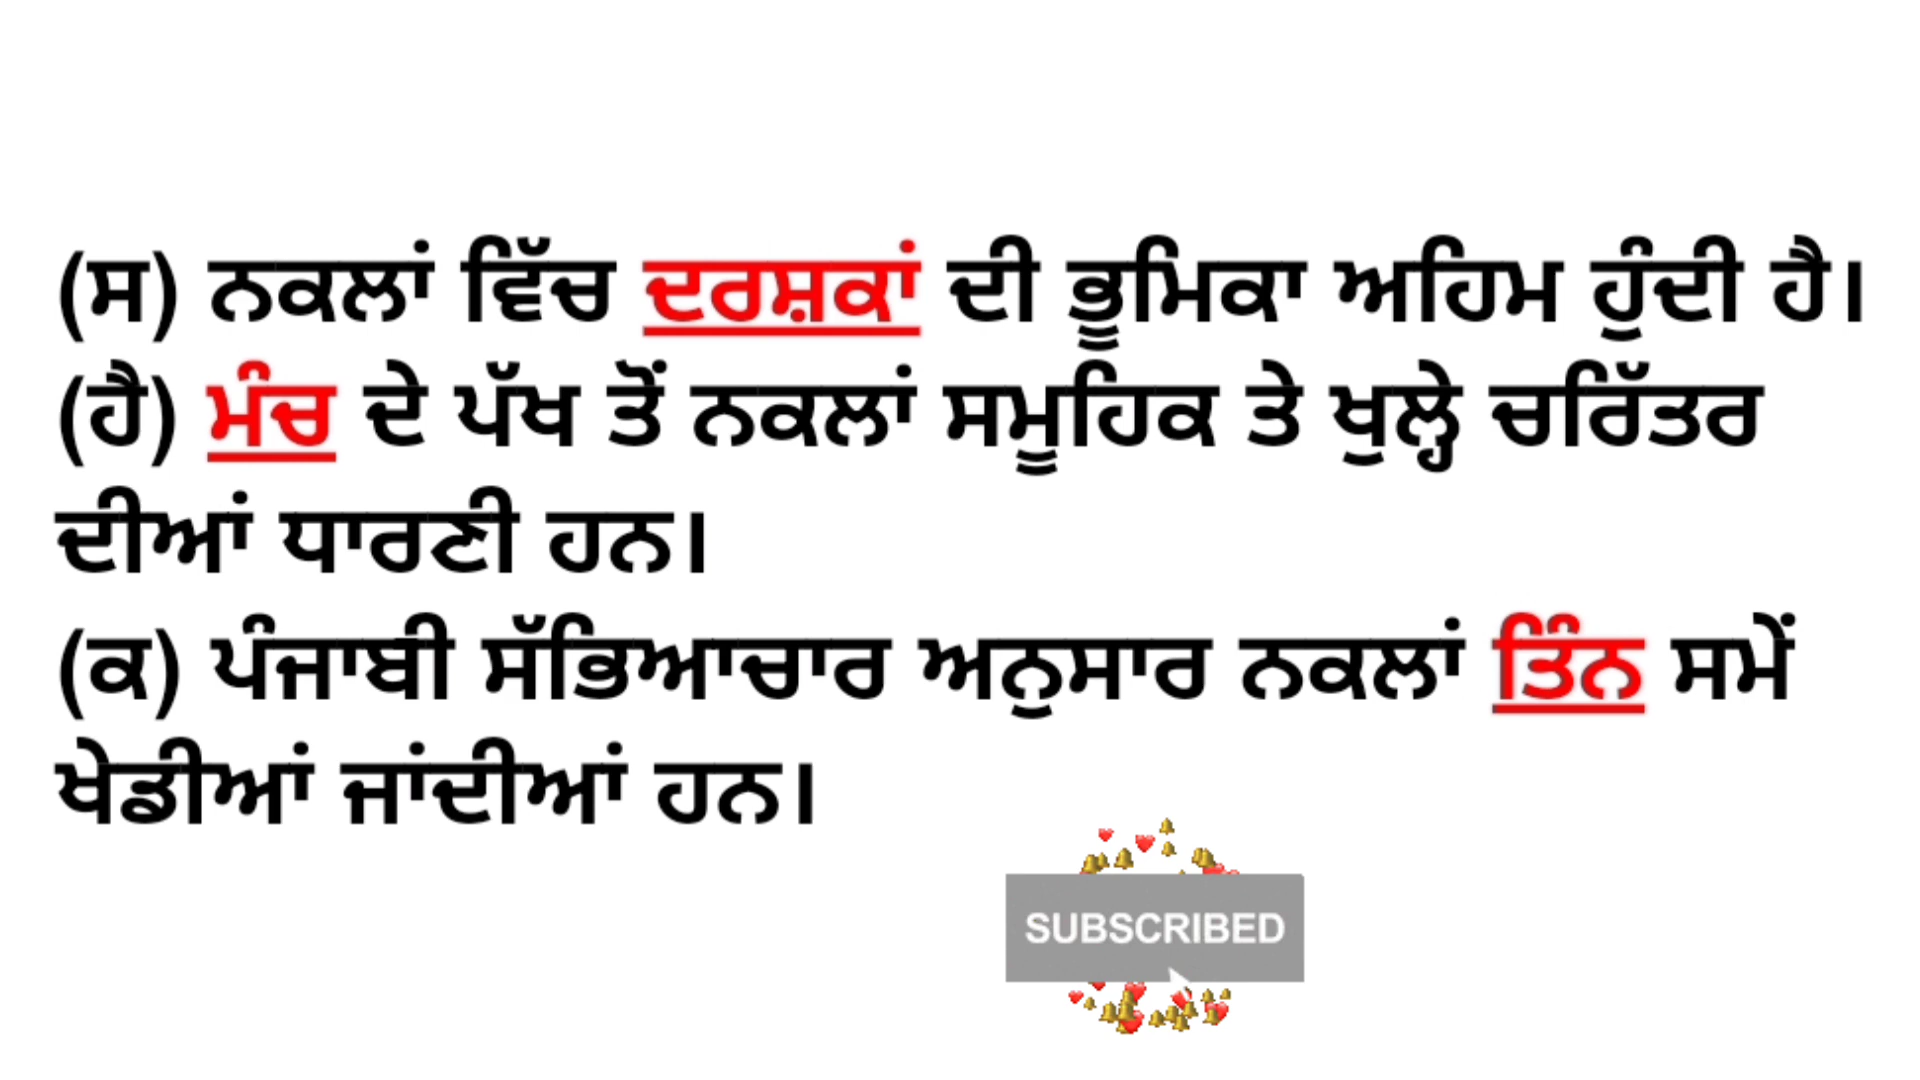 (ਸ) ਨਕਲਾਂ ਵਿੱਚ ਦਰਸ਼ਕਾਂ ਦੀ ਭੂਮਿਕਾ ਅਹਿਮ ਹੁੰਦੀ ਹੈ।
(ਹੈ) ਮੰਚ ਦੇ ਪੱਖ ਤੋਂ ਨਕਲਾਂ ਸਮੂਹਿਕ ਤੇ ਖੁਲ੍ਹੇ ਚਰਿੱਤਰ
ਦੀਆਂ ਧਾਰਣੀ ਹਨ।
(ਕ) ਪੰਜਾਬੀ ਸੱਭਿਆਚਾਰ ਅਨੁਸਾਰ ਨਕਲਾਂ ਤਿੰਨ ਸਮੇਂ
ਖੇਡੀਆਂ ਜਾਂਦੀਆਂ ਹਨ।
SUBSCRIBED